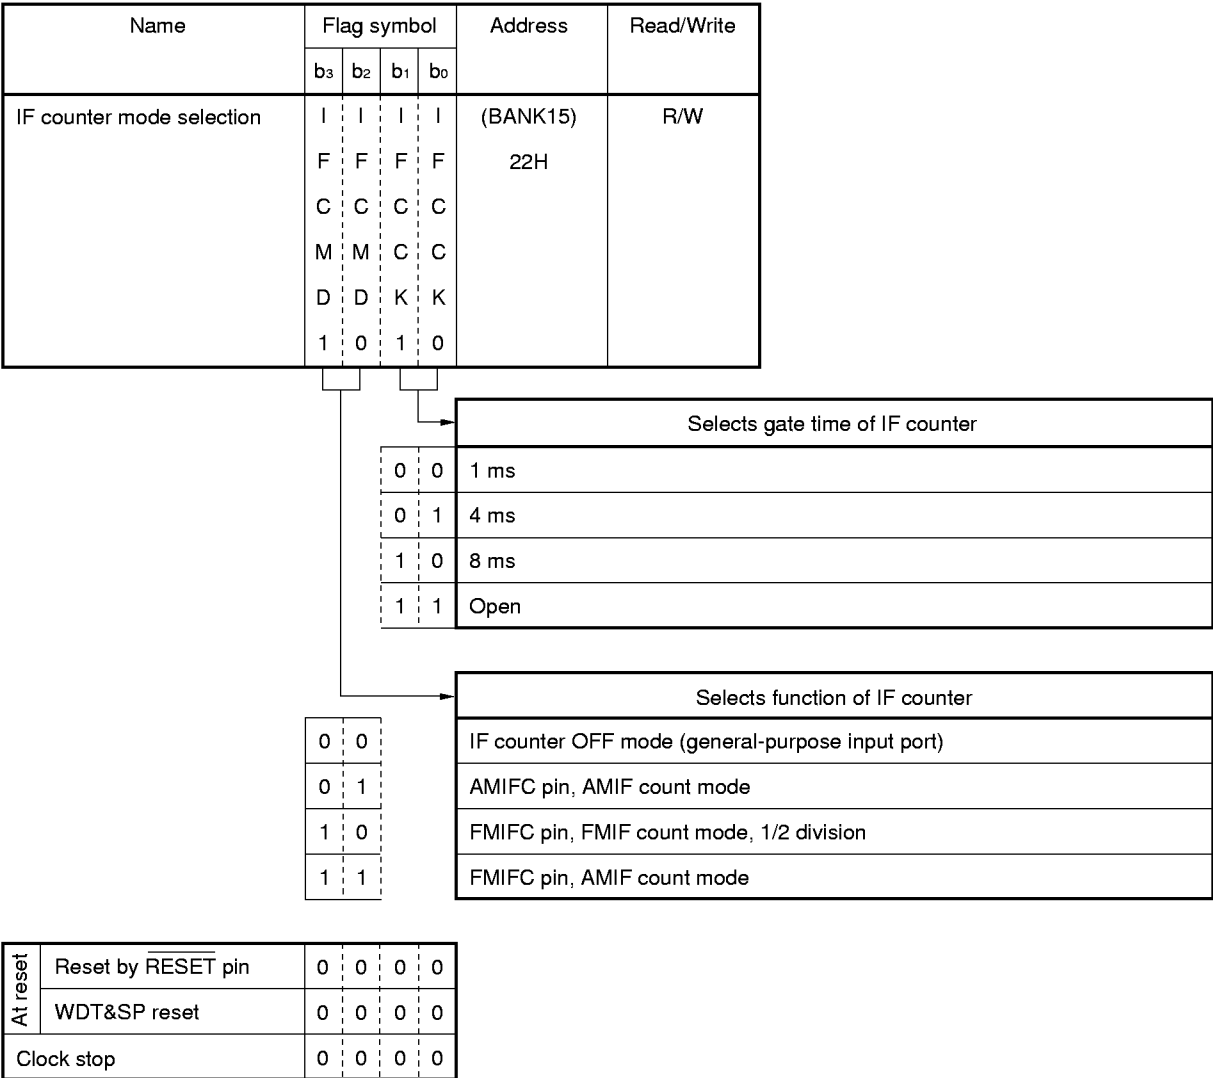 Name Flag symbol Address Read/Write
b3 b2 b1 b0
IF counter mode selection I I I I (BANK15) R/W
F F F F 22H
C C C C
M M C C
D D K K
1 0 1 0
Selects gate time of IF counter
0 0 1 ms
0 1 4 ms
1 0 8 ms
1 1 Open
Selects function of IF counter
0 0 IF counter OFF mode (general-purpose input port)
0 1 AMIFC pin, AMIF count mode
1 0 FMIFC pin, FMIF count mode, 1/2 division
1 1 FMIFC pin, AMIF count mode
At reset
Reset by RESET pin 0 0 0 0
WDT&SP reset 0 0 0 0
Clock stop 0 0 0 0